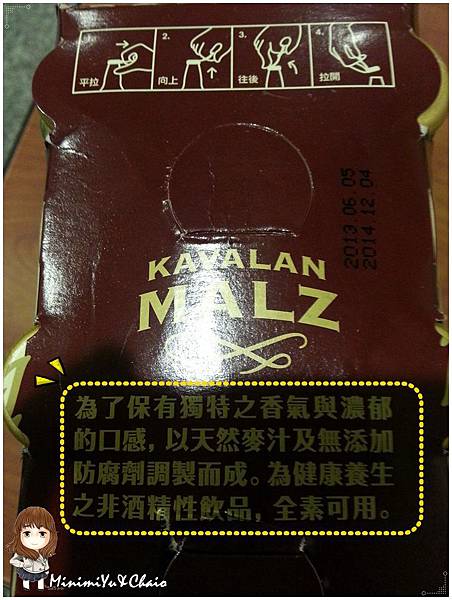 1. 2. 3. 4.
平拉 向上 往後 拉開
2013.06.05
2014.12.04
KAVALAN
MALZ
為了保有獨特之香氣與濃郁
的口感，以天然麥汁及無添加
防腐劑調製而成。為健康養生
之非酒精性飲品，全素可用。
MinimiYu&Chaio